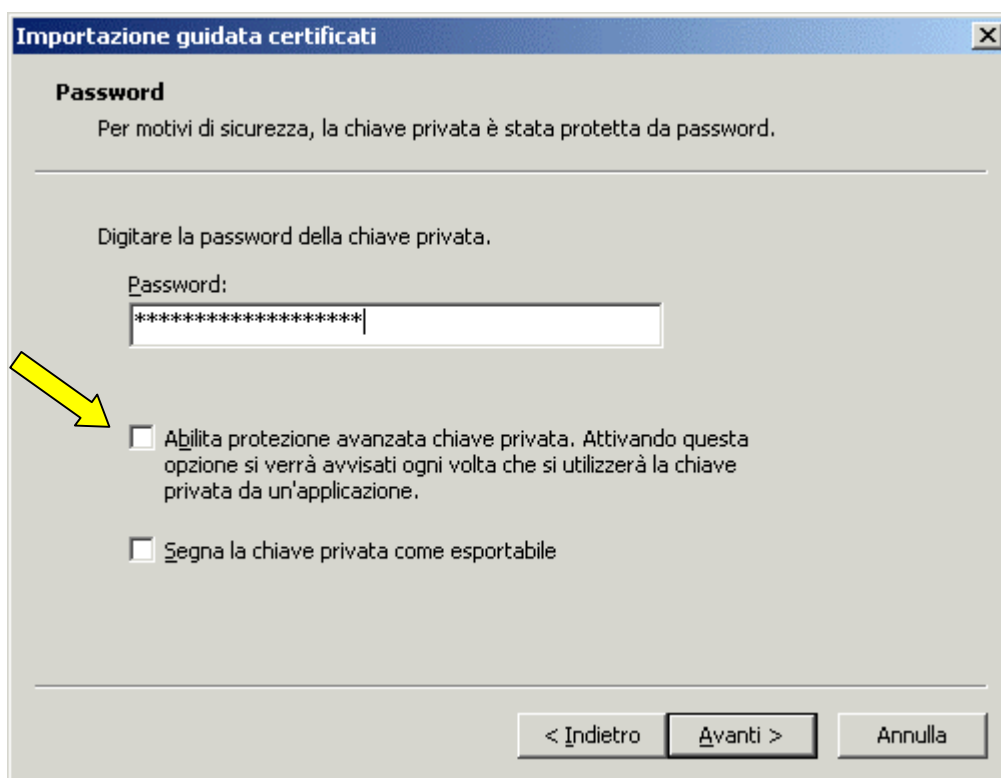 Importazione guidata certificati
Password
Per motivi di sicurezza, la chiave privata è stata protetta da password.
Digitare la password della chiave privata.
Password:
*******************
Abilita protezione avanzata chiave privata. Attivando questa
opzione si verrà avvisati ogni volta che si utilizzerà la chiave
privata da un'applicazione.
Segna la chiave privata come esportabile
< Indietro
Avanti >
Annulla